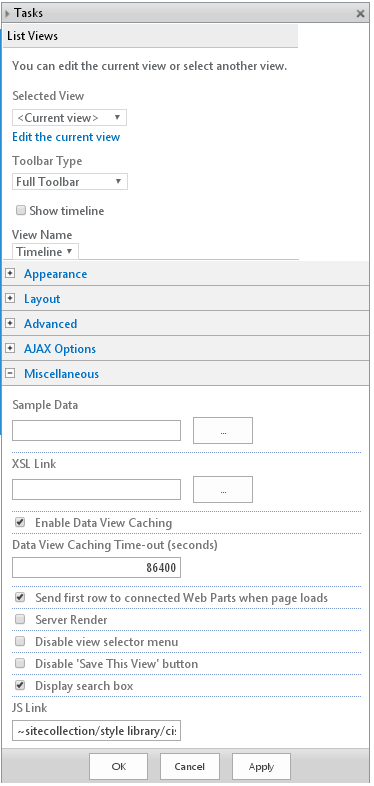 Tasks
List Views
You can edit the current view or select another view.
Selected View
<Current view>
Edit the current view
Toolbar Type
Full Toolbar
Show timeline
View Name
Timeline
Appearance
Layout
Advanced
AJAX Options
Miscellaneous
Sample Data
...
XSL Link
...
Enable Data View Caching
Data View Caching Time-out (seconds)
86400
Send first row to connected Web Parts when page loads
Server Render
Disable view selector menu
Disable 'Save This View' button
Display search box
JS Link
~sitecollection/style library/ci
OK Cancel Apply